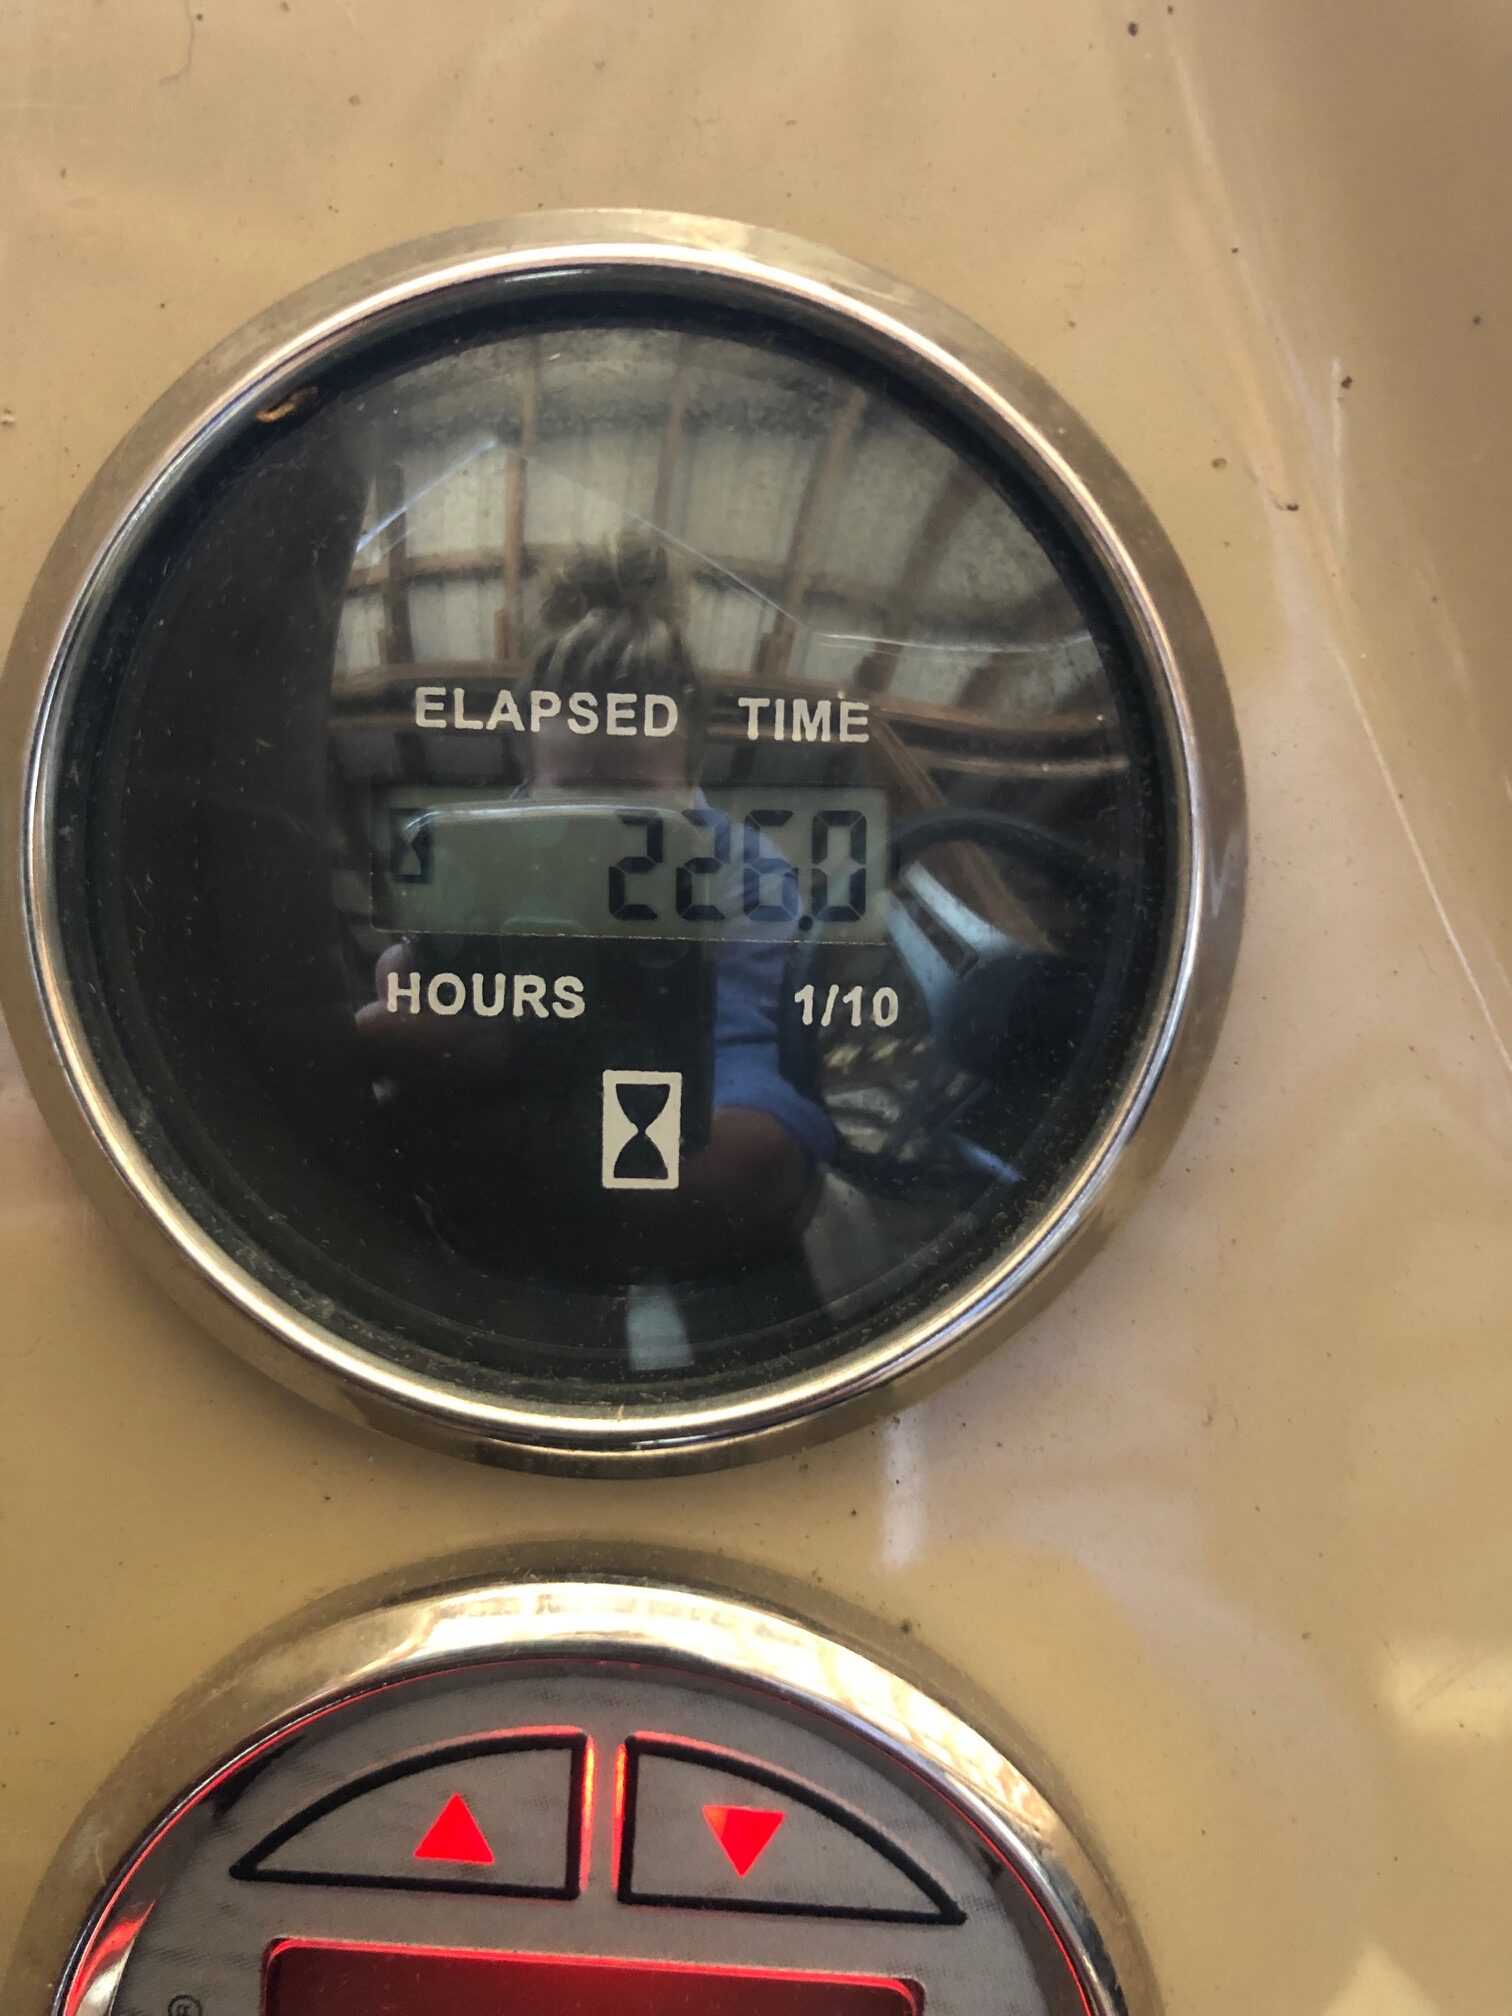 ELAPSED TIME
226.0
HOURS 1/10